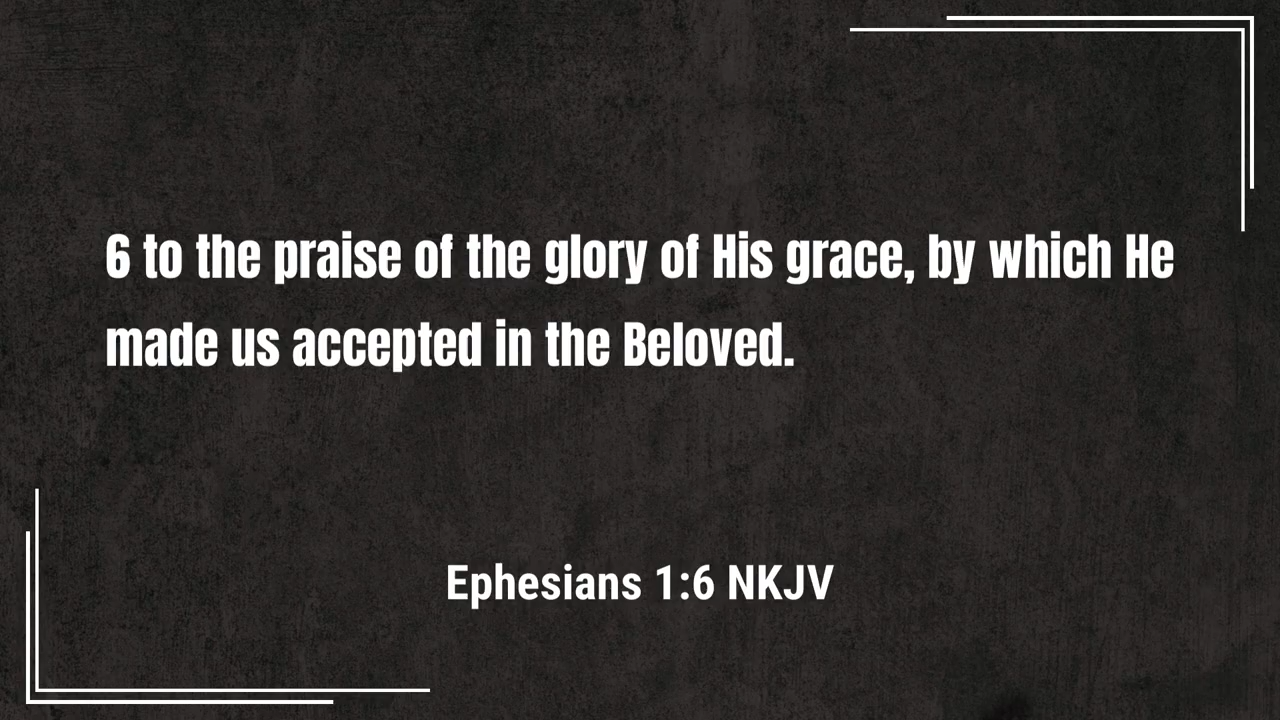 6 to the praise of the glory of His grace, by which He
made us accepted in the Beloved.
Ephesians 1:6 NKJV